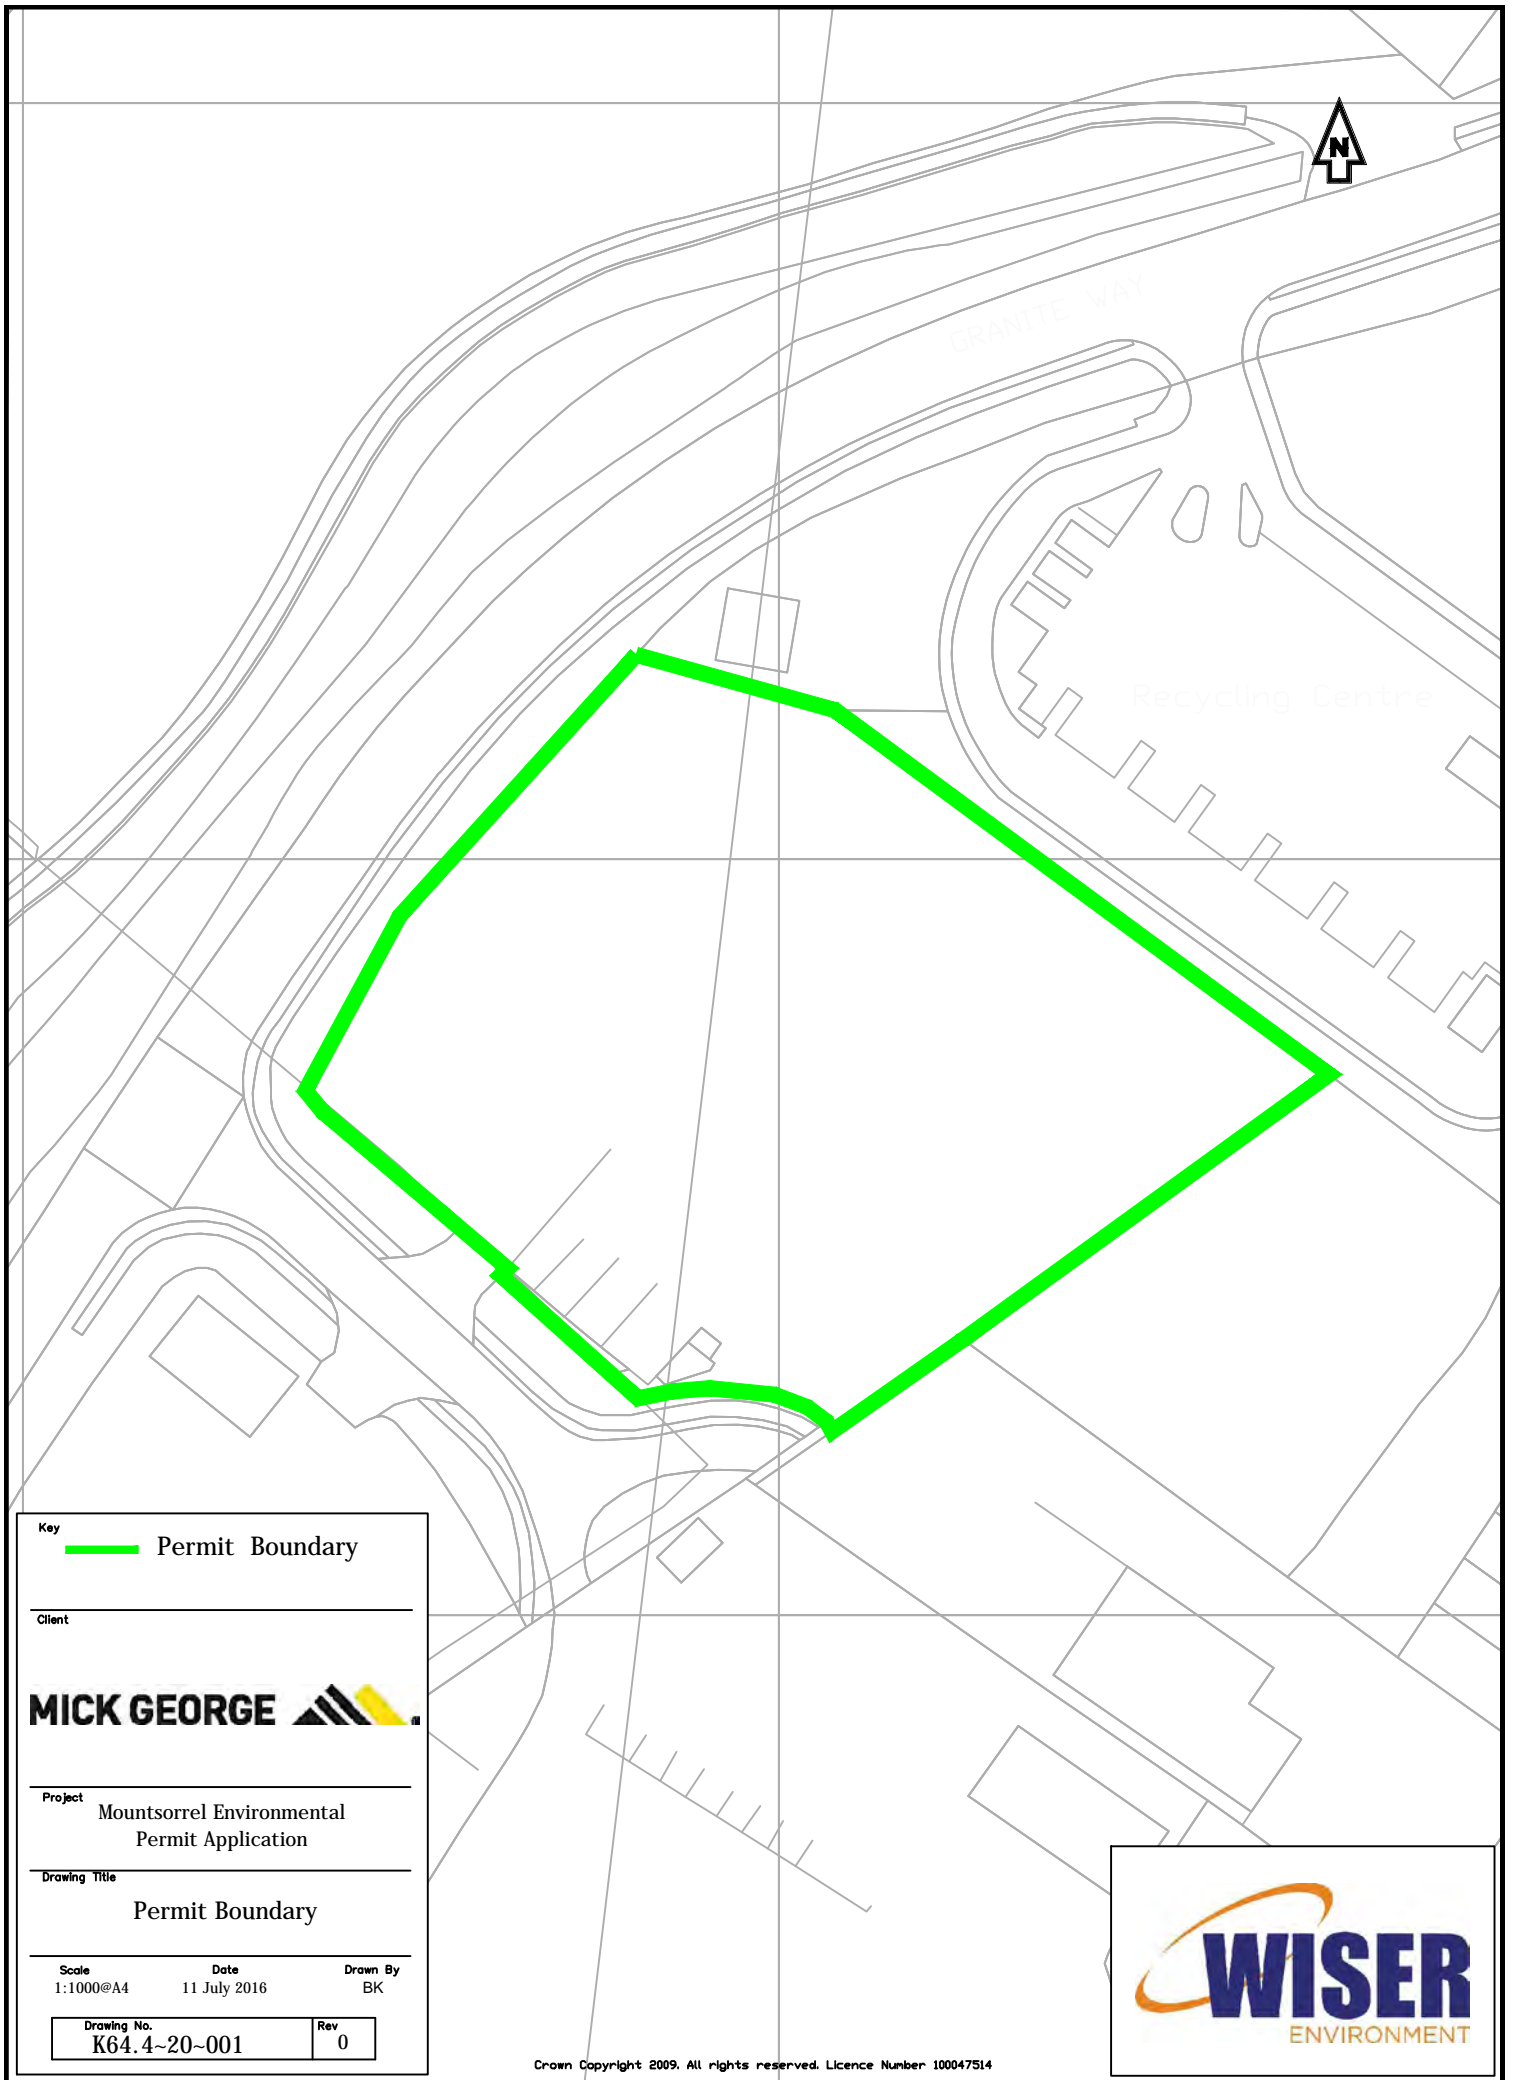 N
GRANITE WAY
Recycling Centre
Key
Permit Boundary
Client
MICK GEORGE
Project
Mountsorrel Environmental
Permit Application
Drawing Title
Permit Boundary
Scale
1:1000@A4
Date
11 July 2016
Drawn By
BK
Drawing No.
K64.4~20~001
Rev
0
WISER
ENVIRONMENT
Crown Copyright 2009. All rights reserved. Licence Number 100047514